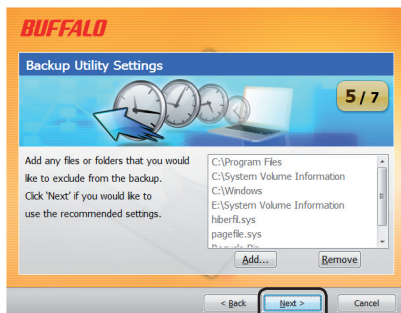 BUFFALO
Backup Utility Settings
5 / 7
Add any files or folders that you would
like to exclude from the backup.
Click 'Next' if you would like to
use the recommended settings.
C:\Program Files
C:\System Volume Information
C:\Windows
E:\System Volume Information
hiberfil.sys
pagefile.sys
Add...
Remove
< Back
Next >
Cancel